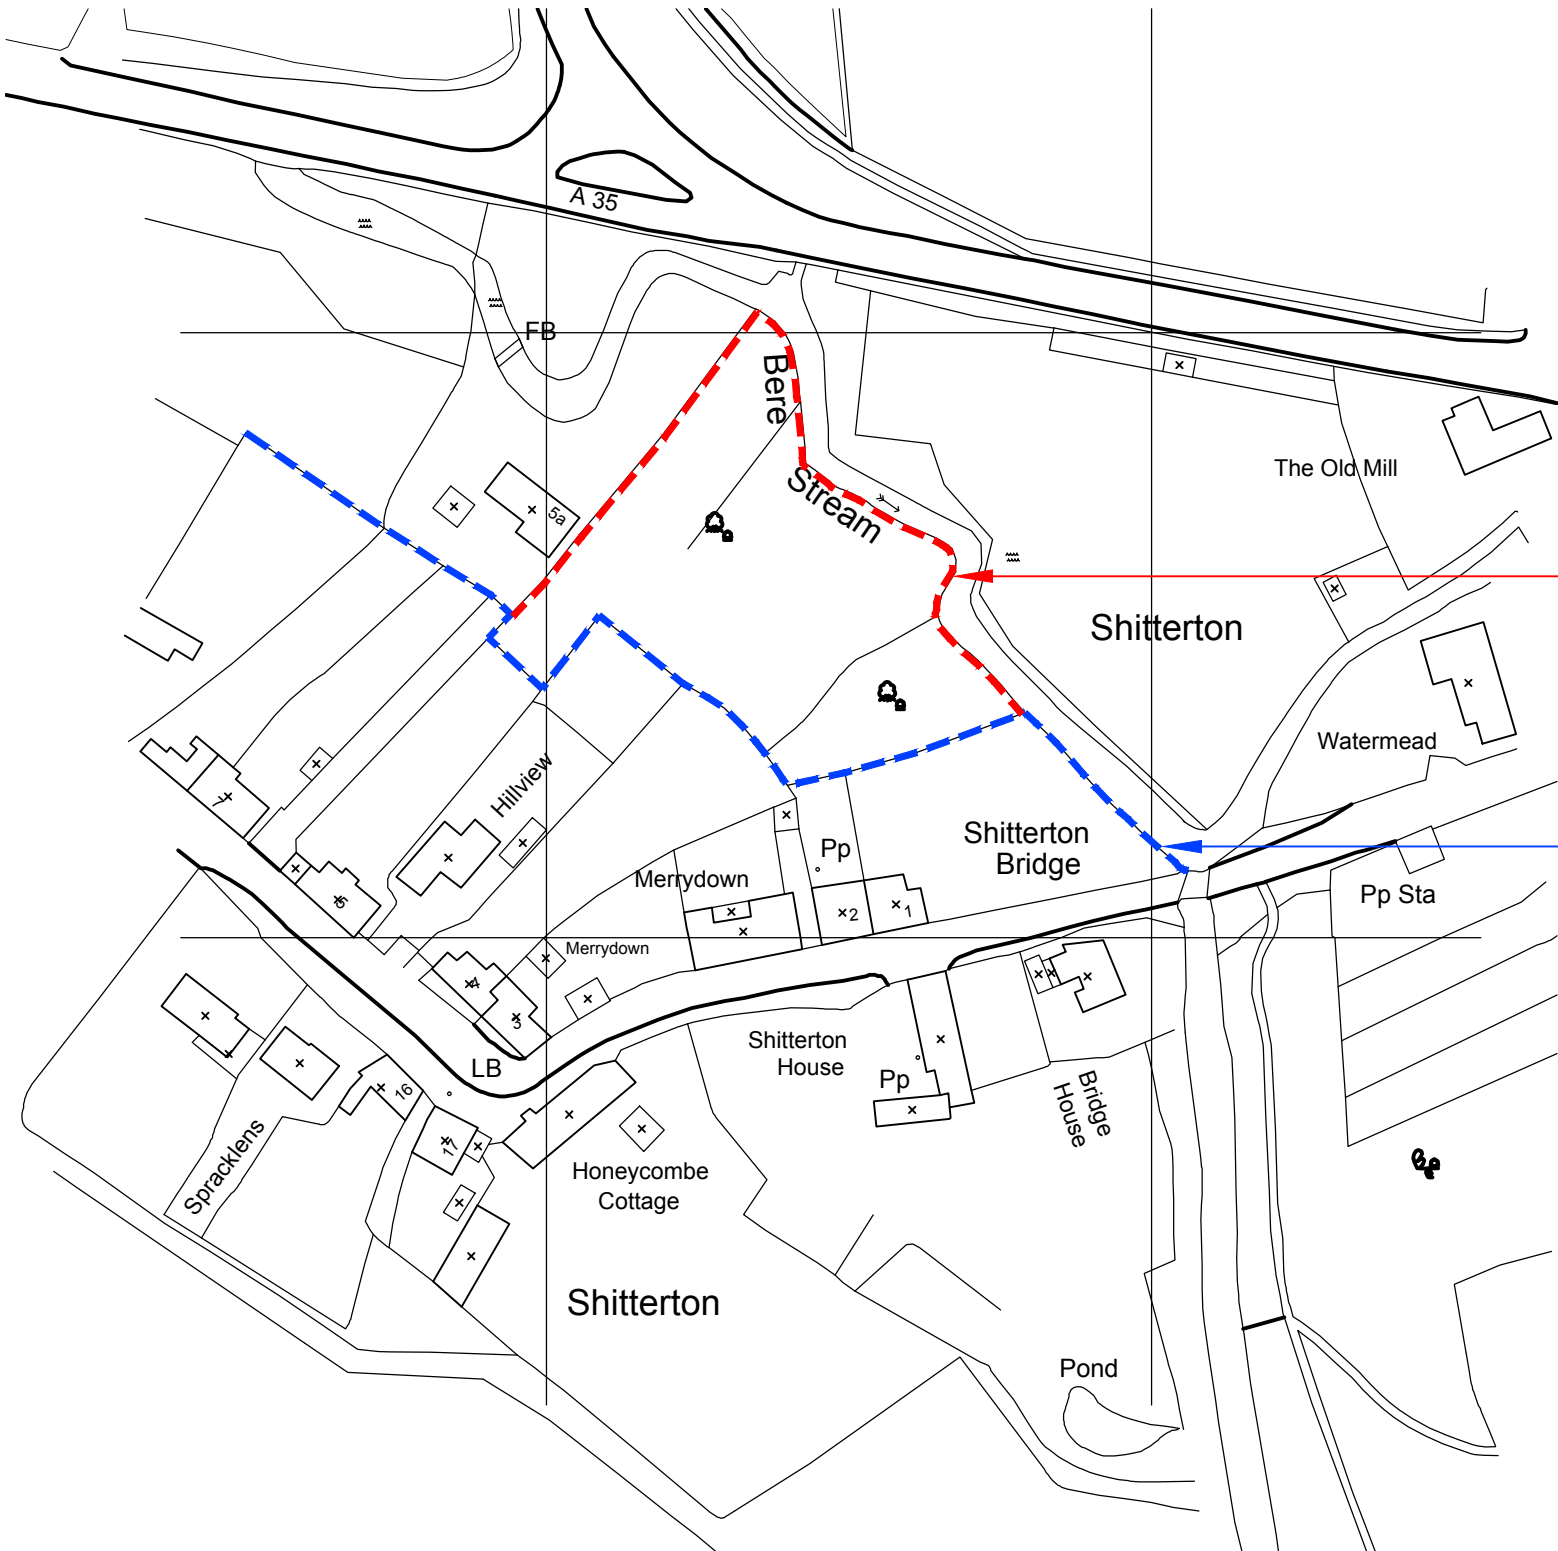 A 35
FB
Bere
Stream
The Old Mill
5a
Shitterton
Watermead
Hillview
7
Shitterton
Bridge
Pp
Merrydown
5
2
1
Pp Sta
Merrydown
4
3
Shitterton
House
LB
Pp
Bridge
House
16
17
Spracklens
Honeycombe
Cottage
Shitterton
Pond